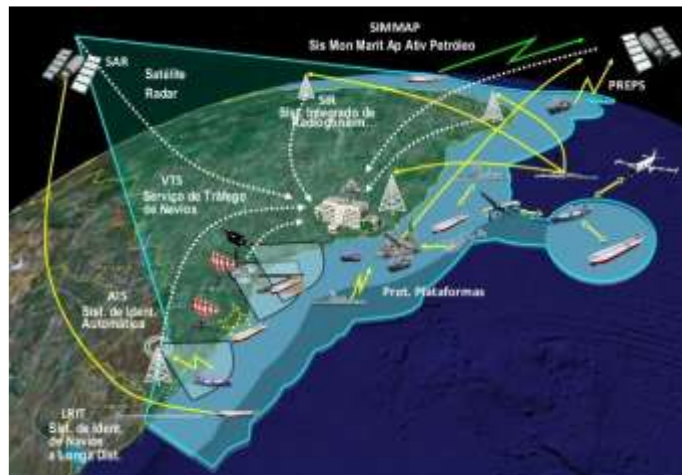 SIMMAP
Sis Mon Marit Ap Ativ Petróleo
SAR
Satélite
Radar
PREPS
SIR
Sist. Integrado de
Radiogoniom...
VTS
Serviço de Tráfego
de Navios
AIS
Sist. de Ident.
Automática
Prot. Plataformas
LRIT
Sist. de Ident.
de Navios
a Longa Dist.